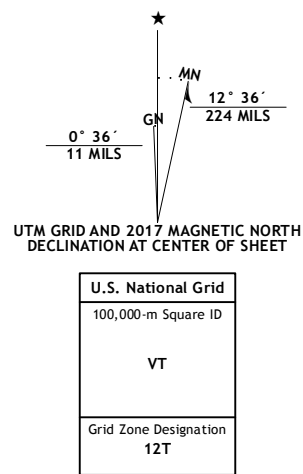 ★
MN
GN
12° 36´
224 MILS
0° 36´
11 MILS
UTM GRID AND 2017 MAGNETIC NORTH
DECLINATION AT CENTER OF SHEET
U.S. National Grid
100,000-m Square ID
VT
Grid Zone Designation
12T